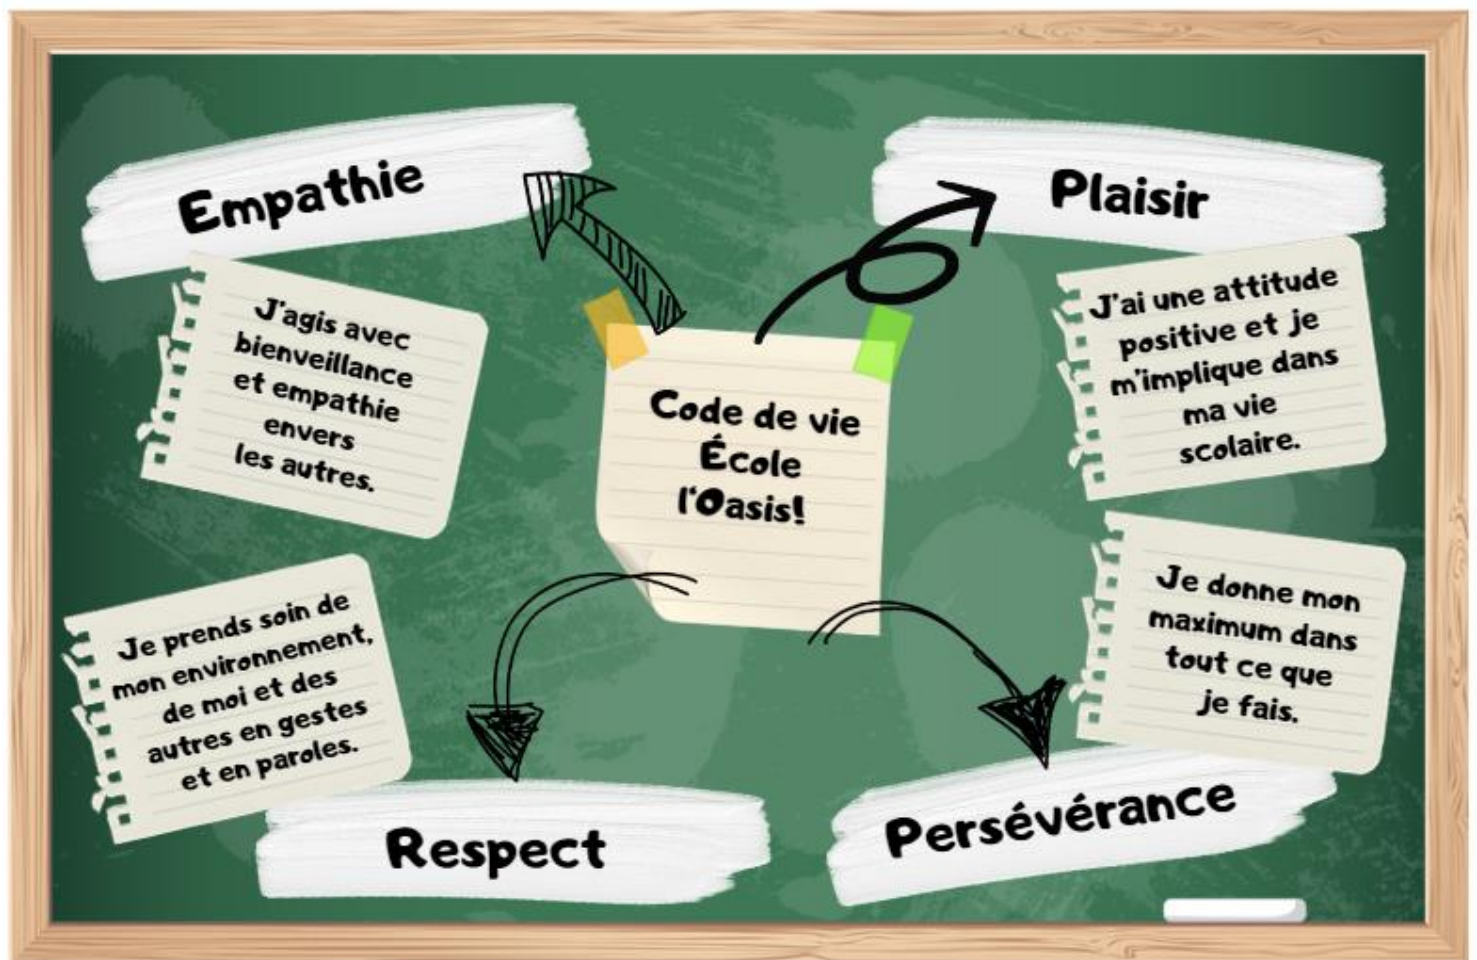 Empathie
J'agis avec
bienveillance
et empathie
envers
les autres.
Plaisir
J'ai une attitude
positive et je
m'implique dans
ma vie
scolaire.
Code de vie
École
l'Oasis!
Je prends soin de
mon environnement,
de moi et des
autres en gestes
et en paroles.
Respect
Je donne mon
maximum dans
tout ce que
je fais.
Persévérance